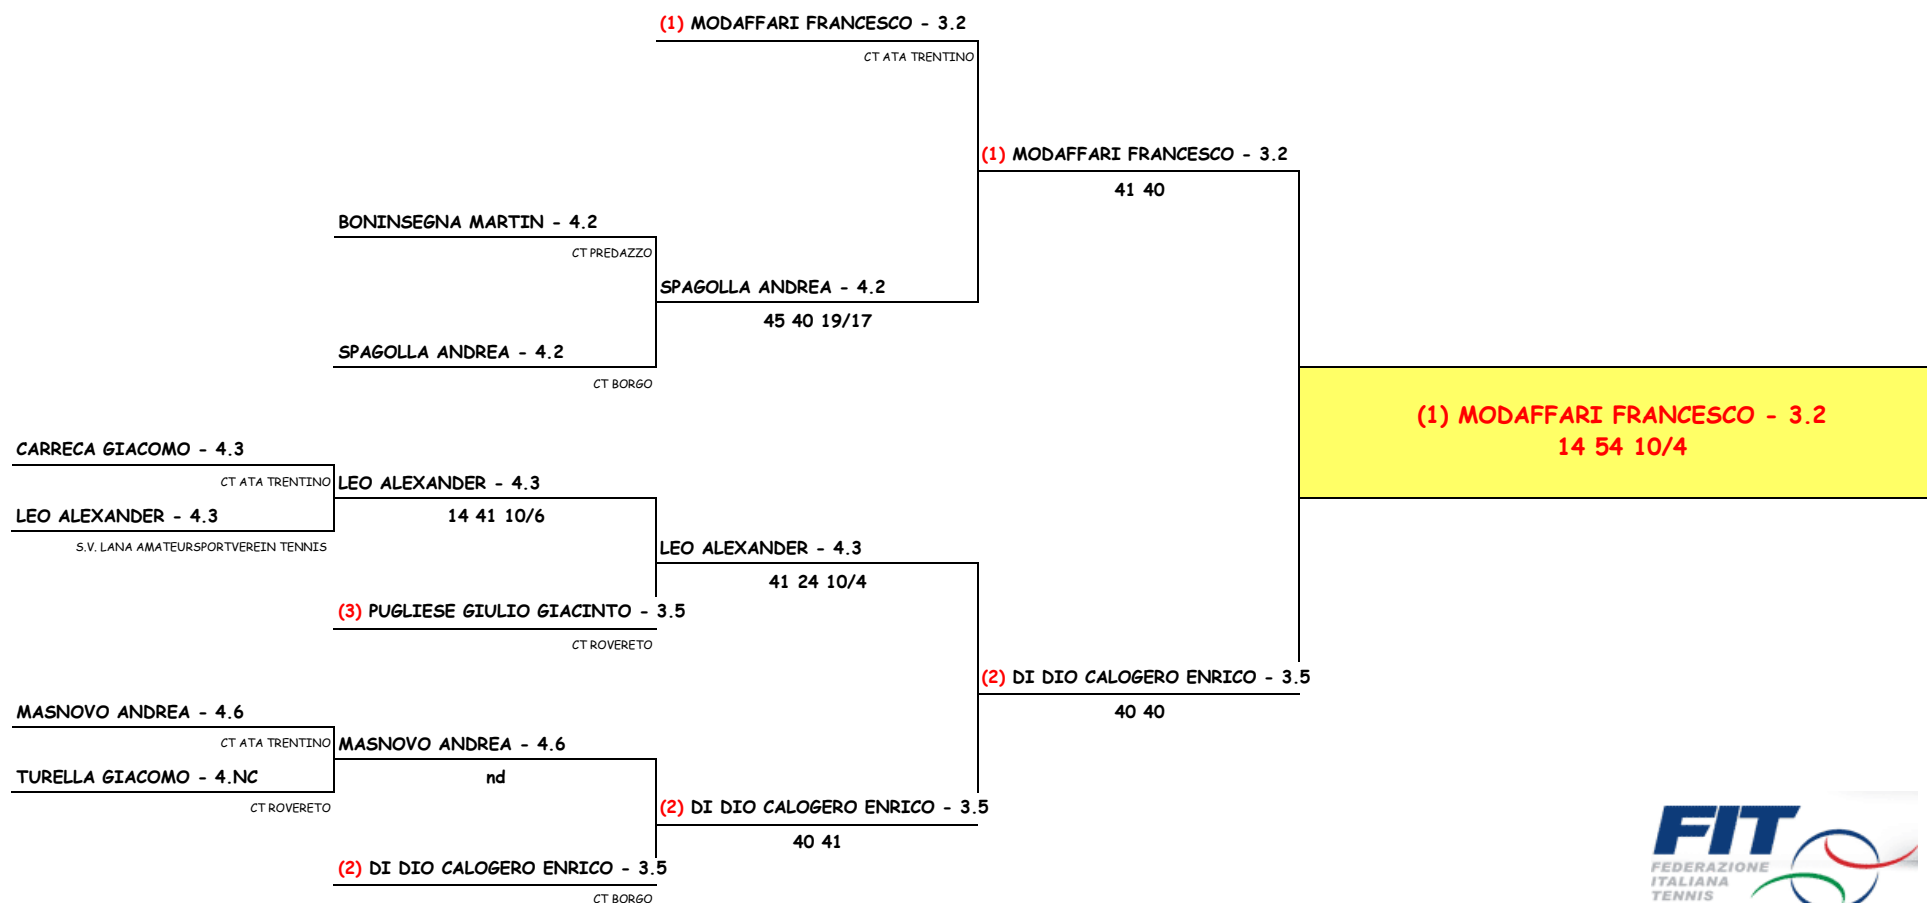 (1) MODAFFARI FRANCESCO - 3.2
CT ATA TRENTINO
(1) MODAFFARI FRANCESCO - 3.2
41 40
BONINSEGNA MARTIN - 4.2
CT PREDAZZO
SPAGOLLA ANDREA - 4.2
45 40 19/17
SPAGOLLA ANDREA - 4.2
CT BORGO
(1) MODAFFARI FRANCESCO - 3.2
14 54 10/4
CARRECA GIACOMO - 4.3
CT ATA TRENTINO
LEO ALEXANDER - 4.3
14 41 10/6
LEO ALEXANDER - 4.3
S.V. LANA AMATEURSPORTVEREIN TENNIS
LEO ALEXANDER - 4.3
41 24 10/4
(3) PUGLIESE GIULIO GIACINTO - 3.5
CT ROVERETO
(2) DI DIO CALOGERO ENRICO - 3.5
40 40
MASNOVO ANDREA - 4.6
CT ATA TRENTINO
MASNOVO ANDREA - 4.6
nd
TURELLA GIACOMO - 4.NC
CT ROVERETO
(2) DI DIO CALOGERO ENRICO - 3.5
40 41
(2) DI DIO CALOGERO ENRICO - 3.5
CT BORGO
FIT
FEDERAZIONE
ITALIANA
TENNIS